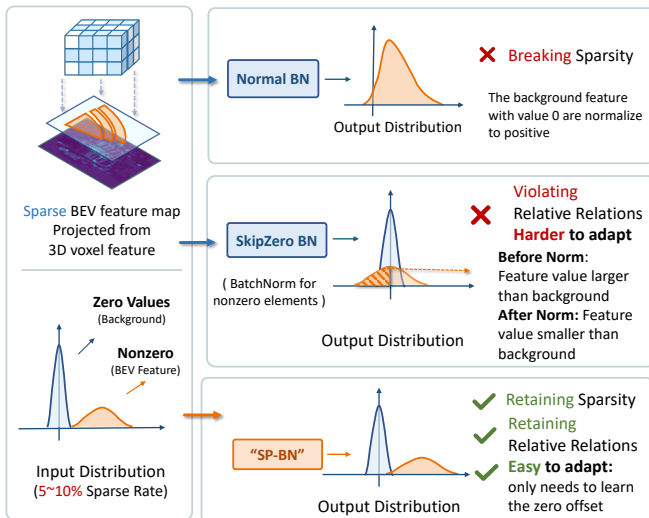 Sparse BEV feature map
Projected from
3D voxel feature
Zero Values
(Background)
Nonzero
(BEV Feature)
Input Distribution
(5~10% Sparse Rate)
Normal BN
Output Distribution
Breaking Sparsity
The background feature
with value 0 are normalize
to positive
SkipZero BN
( BatchNorm for
nonzero elements )
Output Distribution
Violating
Relative Relations
Harder to adapt
Before Norm:
Feature value larger
than background
After Norm: Feature
value smaller than
background
“SP-BN”
Output Distribution
Retaining Sparsity
Retaining
Relative Relations
Easy to adapt:
only needs to learn
the zero offset